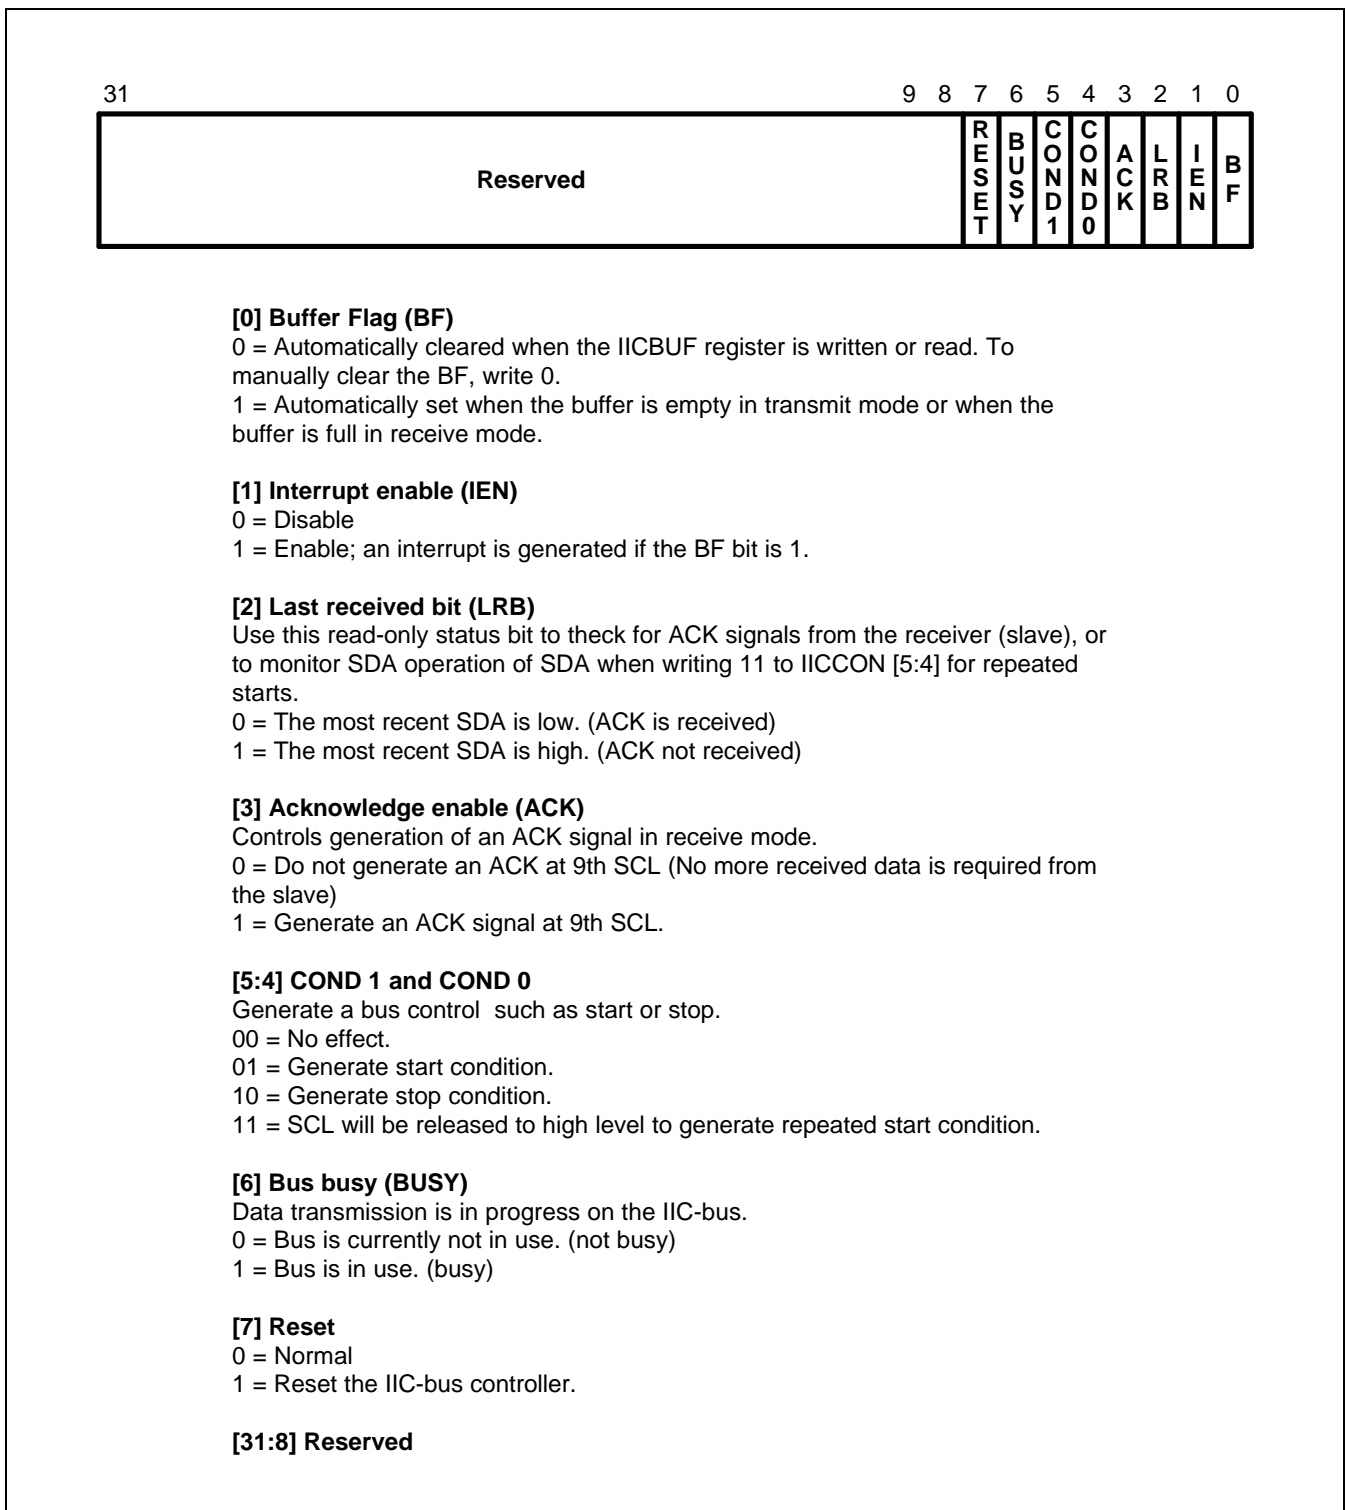 31 9 8 7 6 5 4 3 2 1 0
Reserved RESET BUSY COND1 COND0 ACK LRB IEN BF
[0] Buffer Flag (BF)
0 = Automatically cleared when the IICBUF register is written or read. To
manually clear the BF, write 0.
1 = Automatically set when the buffer is empty in transmit mode or when the
buffer is full in receive mode.
[1] Interrupt enable (IEN)
0 = Disable
1 = Enable; an interrupt is generated if the BF bit is 1.
[2] Last received bit (LRB)
Use this read-only status bit to theck for ACK signals from the receiver (slave), or
to monitor SDA operation of SDA when writing 11 to IICCON [5:4] for repeated
starts.
0 = The most recent SDA is low. (ACK is received)
1 = The most recent SDA is high. (ACK not received)
[3] Acknowledge enable (ACK)
Controls generation of an ACK signal in receive mode.
0 = Do not generate an ACK at 9th SCL (No more received data is required from
the slave)
1 = Generate an ACK signal at 9th SCL.
[5:4] COND 1 and COND 0
Generate a bus control  such as start or stop.
00 = No effect.
01 = Generate start condition.
10 = Generate stop condition.
11 = SCL will be released to high level to generate repeated start condition.
[6] Bus busy (BUSY)
Data transmission is in progress on the IIC-bus.
0 = Bus is currently not in use. (not busy)
1 = Bus is in use. (busy)
[7] Reset
0 = Normal
1 = Reset the IIC-bus controller.
[31:8] Reserved